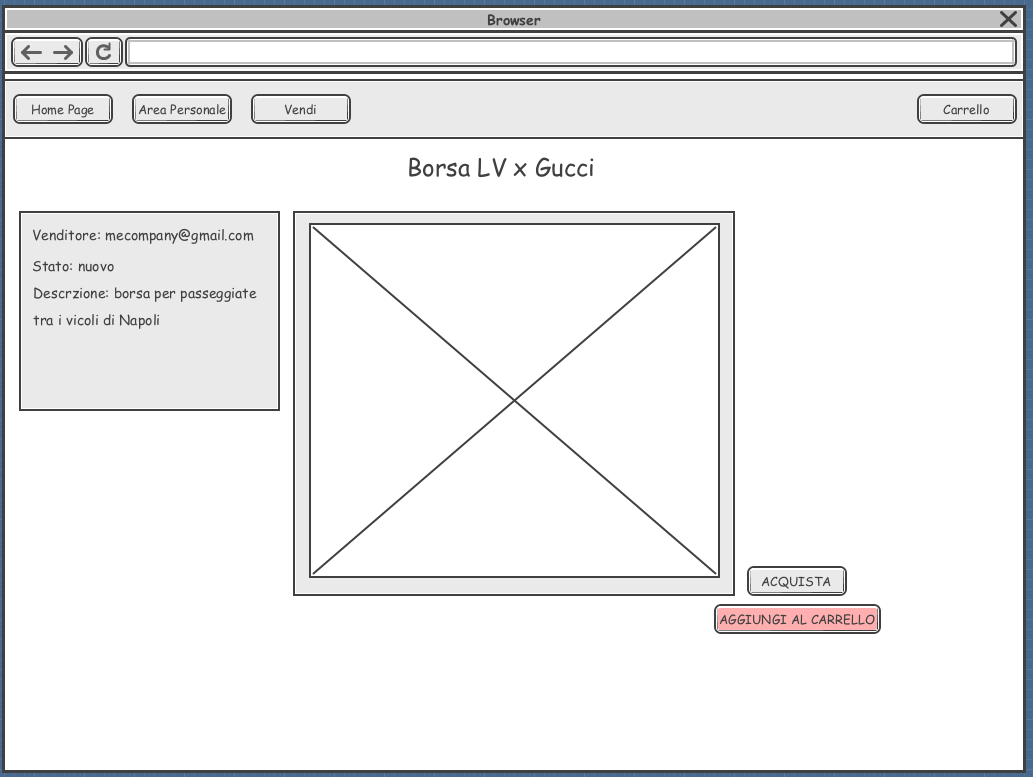 Browser
Home Page
Area Personale
Vendi
Carrello
Borsa LV x Gucci
Venditore: mecompany@gmail.com
Stato: nuovo
Descrzione: borsa per passeggiate
tra i vicoli di Napoli
ACQUISTA
AGGIUNGI AL CARRELLO